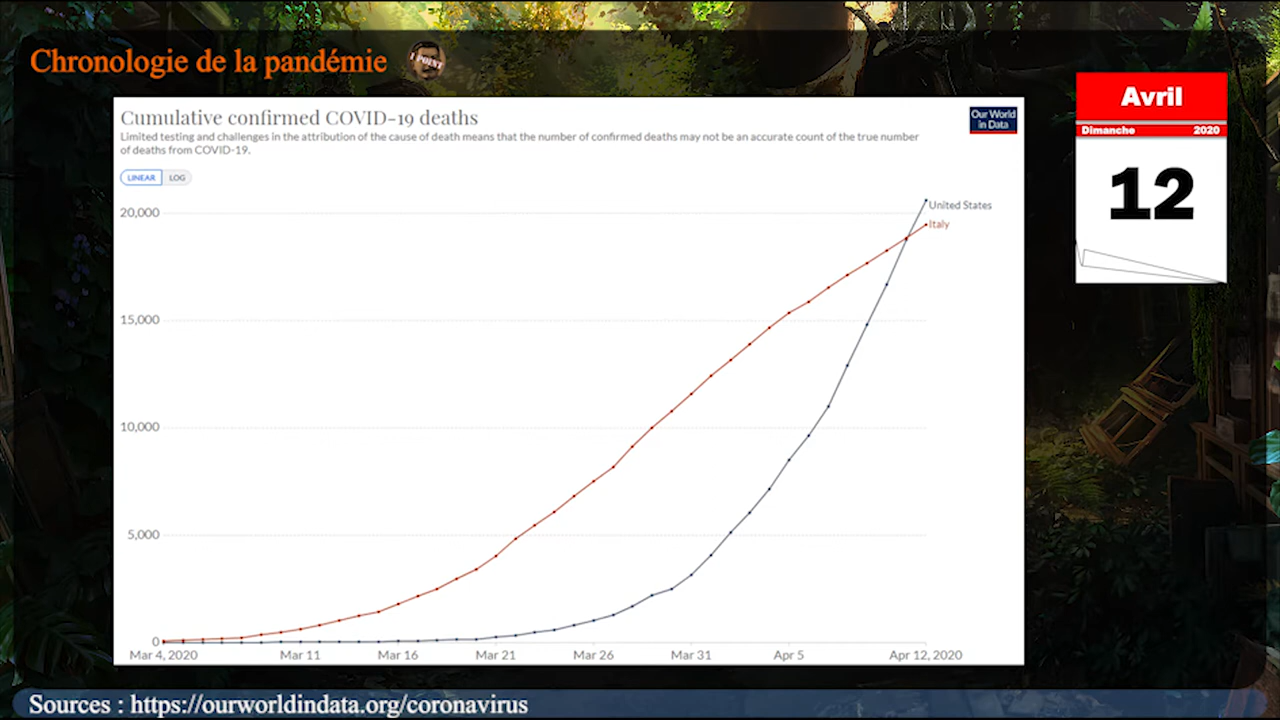 Chronologie de la pandémie
1 POINT
Avril
Dimanche 2020
12
Cumulative confirmed COVID-19 deaths
Our World
in Data
Limited testing and challenges in the attribution of the cause of death means that the number of confirmed deaths may not be an accurate count of the true number
of deaths from COVID-19.
LINEAR LOG
20,000
15,000
10,000
5,000
0
United States
Italy
Mar 4, 2020 Mar 11 Mar 16 Mar 21 Mar 26 Mar 31 Apr 5 Apr 12, 2020
Sources : https://ourworldindata.org/coronavirus